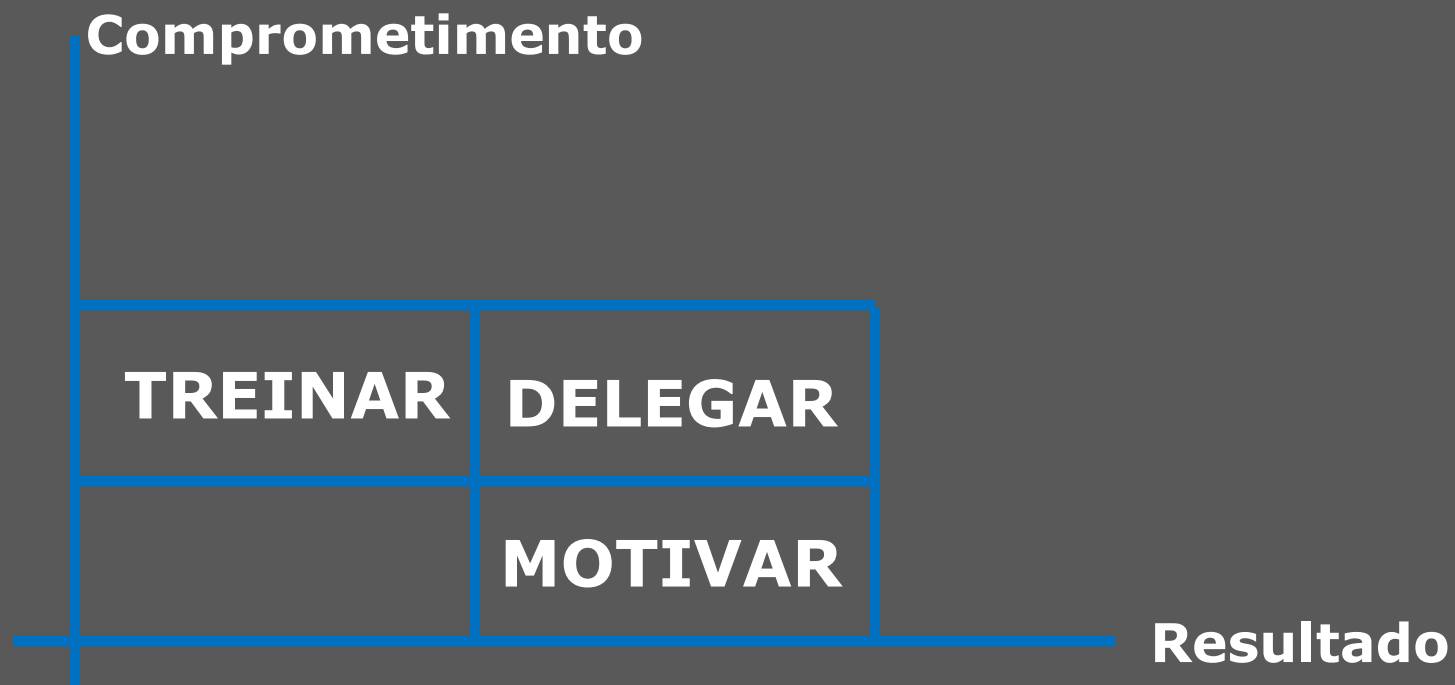 Comprometimento
TREINAR
DELEGAR
MOTIVAR
Resultado